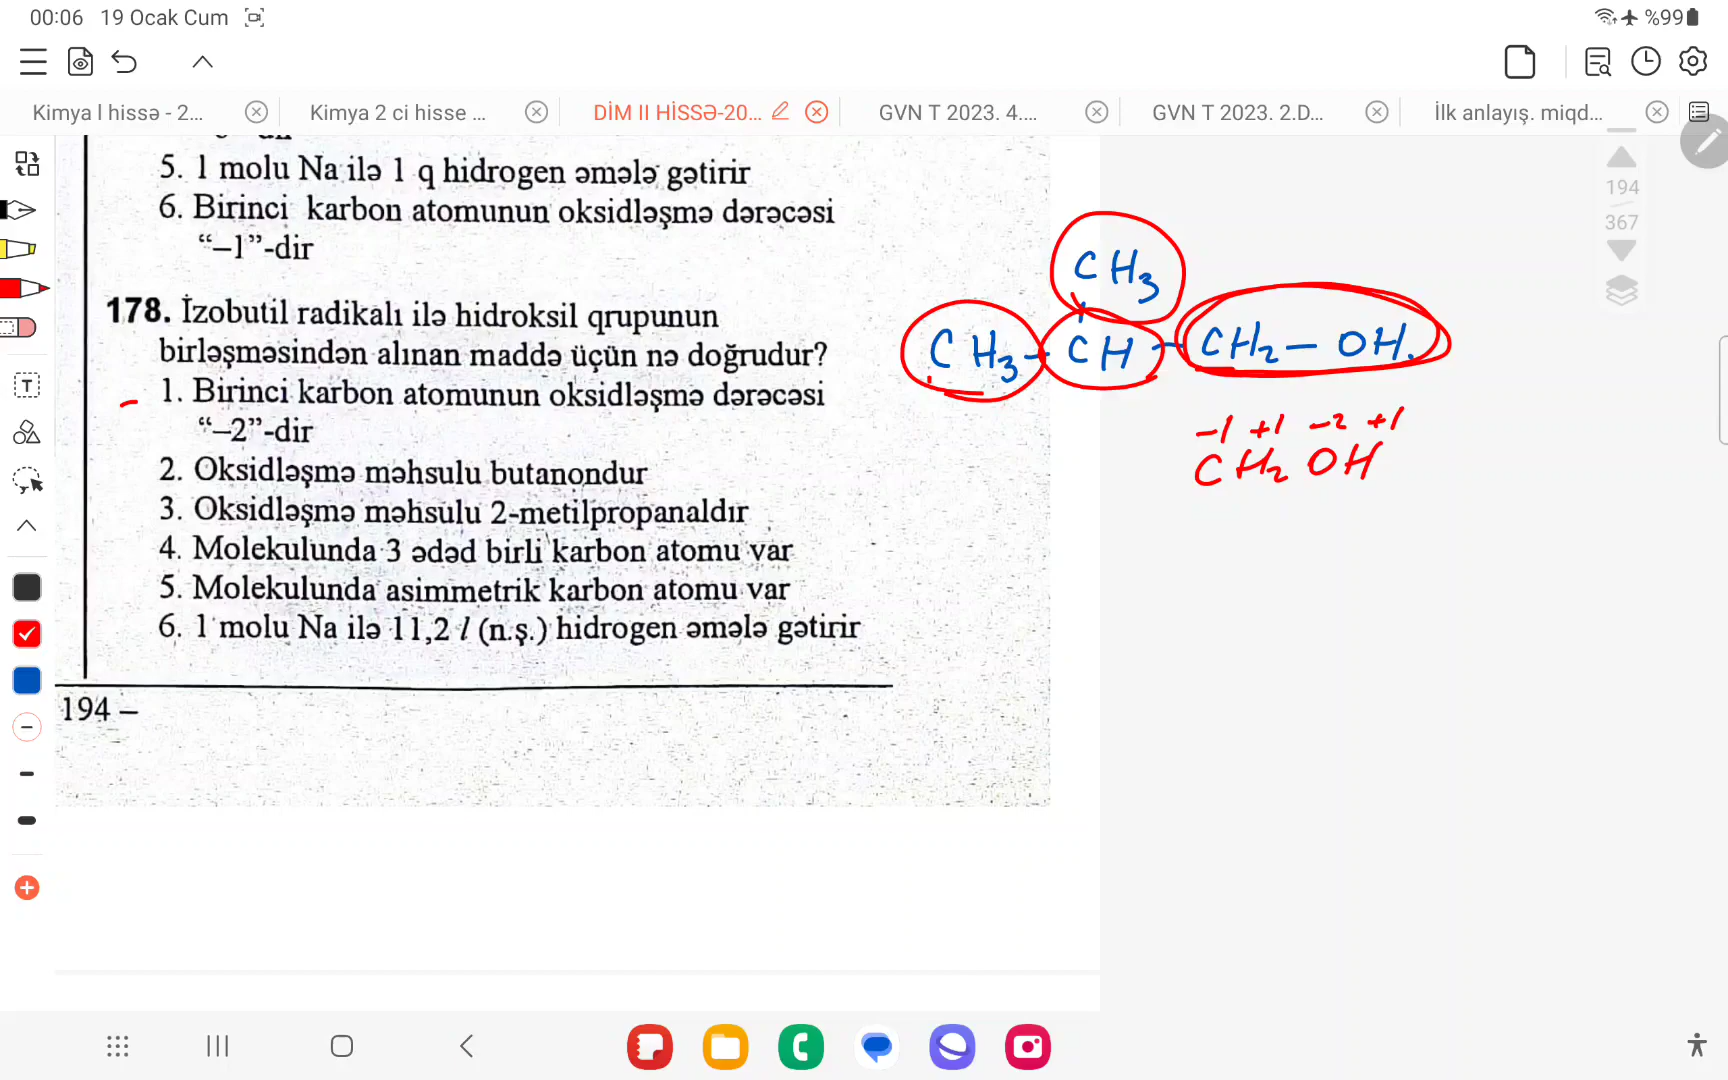 00:06 19 Ocak Cum %99
Kimya I hissə - 2... Kimya 2 ci hisse ... DİM II HİSSƏ-20... GVN T 2023. 4.... GVN T 2023. 2.D... İlk anlayış. miqd...
5. 1 molu Na ilə 1 q hidrogen əmələ gətirir
6. Birinci karbon atomunun oksidləşmə dərəcəsi
“–1”-dir
178. İzobutil radikalı ilə hidroksil qrupunun
birləşməsindən alınan maddə üçün nə doğrudur?
1. Birinci karbon atomunun oksidləşmə dərəcəsi
“–2”-dir
2. Oksidləşmə məhsulu butanondur
3. Oksidləşmə məhsulu 2-metilpropanaldır
4. Molekulunda 3 ədəd birli karbon atomu var
5. Molekulunda asimmetrik karbon atomu var
6. 1 molu Na ilə 11,2 l (n.ş.) hidrogen əmələ gətirir
194 –
CH3
CH3 - CH - CH2 – OH.
–1 +1 –2 +1
CH2 OH
194
367
T